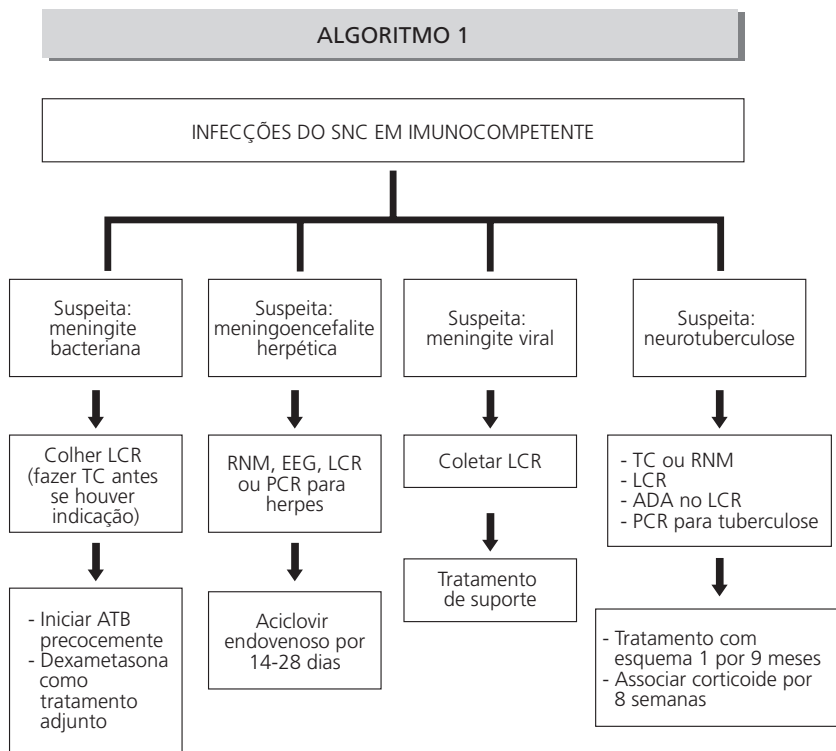 ALGORITMO 1
INFECÇÕES DO SNC EM IMUNOCOMPETENTE
Suspeita:
meningite
bacteriana
Colher LCR
(fazer TC antes
se houver
indicação)
- Iniciar ATB
precocemente
- Dexametasona
como
tratamento
adjunto
Suspeita:
meningoencefalite
herpética
RNM, EEG, LCR
ou PCR para
herpes
Aciclovir
endovenoso por
14-28 dias
Suspeita:
meningite viral
Coletar LCR
Tratamento
de suporte
Suspeita:
neurotuberculose
- TC ou RNM
- LCR
- ADA no LCR
- PCR para tuberculose
- Tratamento com
esquema 1 por 9 meses
- Associar corticoide por
8 semanas